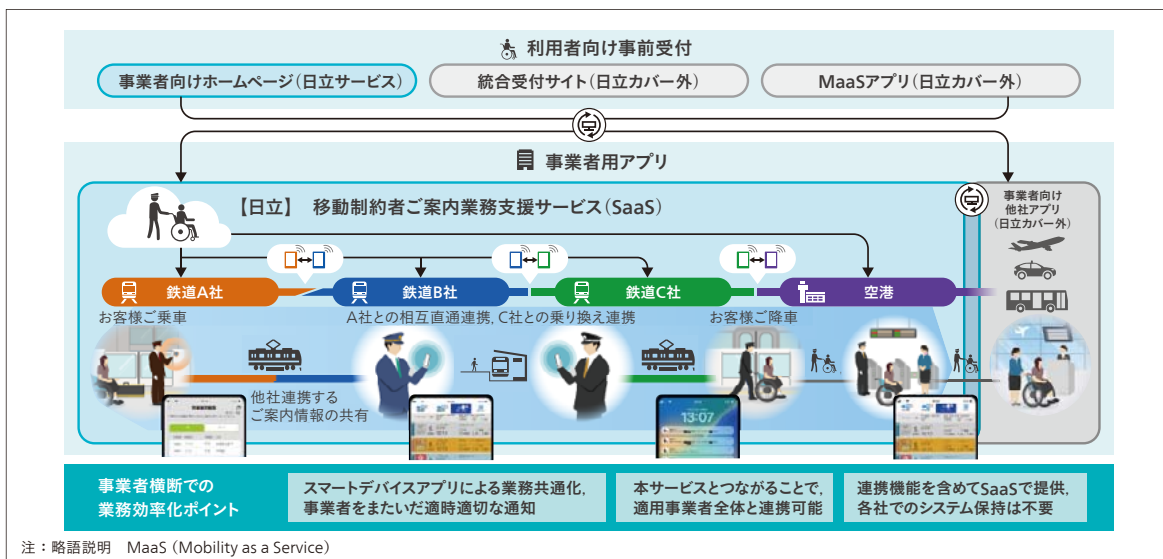 利用者向け事前受付
事業者向けホームページ(日立サービス)
統合受付サイト(日立カバー外)
MaaSアプリ(日立カバー外)
事業者用アプリ
【日立】 移動制約者ご案内業務支援サービス(SaaS)
事業者向け
他社アプリ
(日立カバー外)
鉄道A社
鉄道B社
鉄道C社
空港
お客様ご乗車
A社との相互直通連携, C社との乗り換え連携
お客様ご降車
他社連携する
ご案内情報の共有
13:07
事業者横断での
業務効率化ポイント
スマートデバイスアプリによる業務共通化,
事業者をまたいだ適時適切な通知
本サービスとつながることで,
適用事業者全体と連携可能
連携機能を含めてSaaSで提供,
各社でのシステム保持は不要
注:略語説明 MaaS(Mobility as a Service)